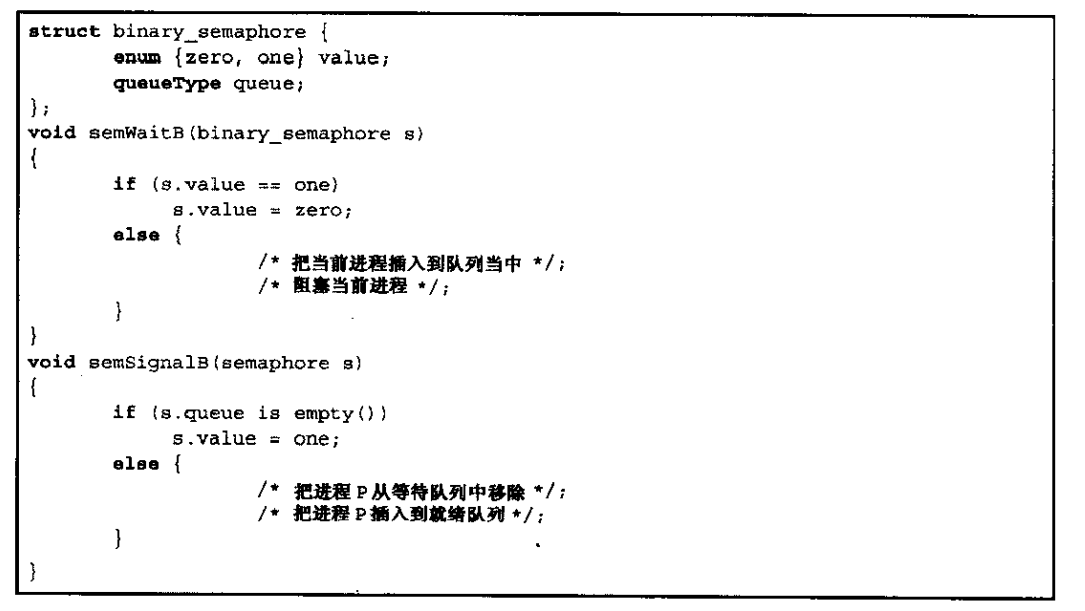 struct binary_semaphore {
enum {zero, one} value;
queueType queue;
};
void semWaitB(binary_semaphore s)
{
if (s.value == one)
s.value = zero;
else {
/* 把当前进程插入到队列当中 */;
/* 阻塞当前进程 */;
}
}
void semSignalB(semaphore s)
{
if (s.queue is empty())
s.value = one;
else {
/* 把进程 P 从等待队列中移除 */;
/* 把进程 P 插入到就绪队列 */;
}
}